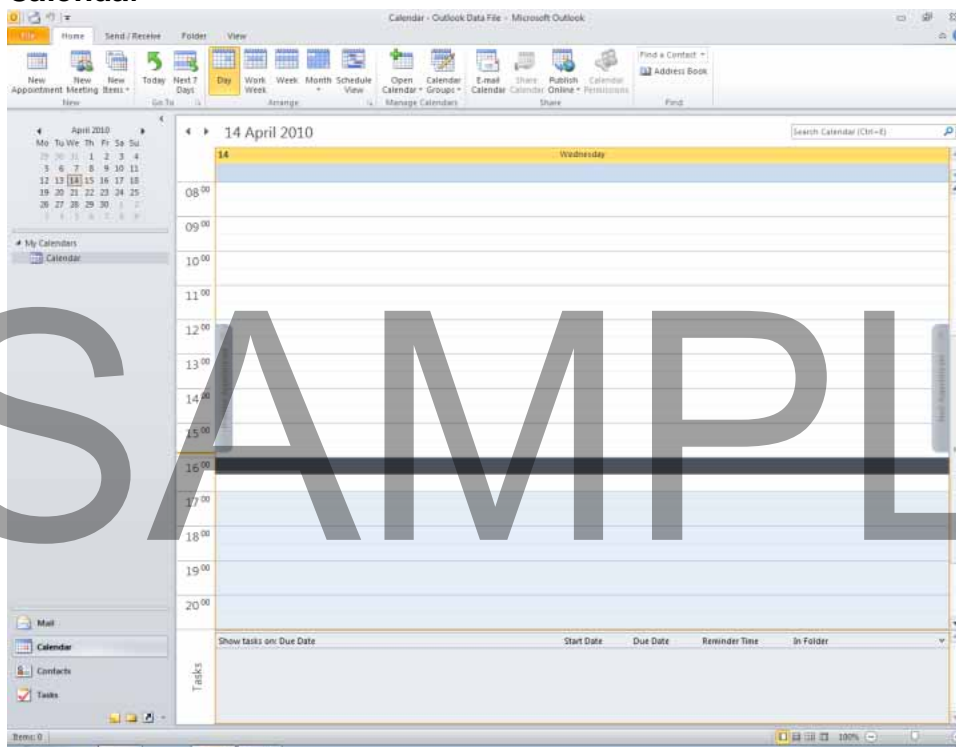 Calendar
Calendar - Outlook Data File - Microsoft Outlook
File Home Send / Receive Folder View
New Appointment
New Meeting
New Items
Today
Next 7 Days
Day
Work Week
Week
Month
Schedule View
Open Calendar
Calendar Groups
E-mail Calendar
Share Calendar
Publish Online
Calendar Permissions
Find a Contact
Address Book
New
Go To
Arrange
Manage Calendars
Share
Find
April 2010
Mo Tu We Th Fr Sa Su
29 30 31 1 2 3 4
5 6 7 8 9 10 11
12 13 14 15 16 17 18
19 20 21 22 23 24 25
26 27 28 29 30 1 2
3 4 5 6 7 8 9
My Calendars
Calendar
14 April 2010
Search Calendar (Ctrl+E)
14 Wednesday
08 00
09 00
10 00
11 00
12 00
13 00
14 00
15 00
16 00
17 00
18 00
19 00
20 00
SAMPL
Mail
Calendar
Contacts
Tasks
Tasks
Show tasks on: Due Date Start Date Due Date Reminder Time In Folder
Items: 0
100%